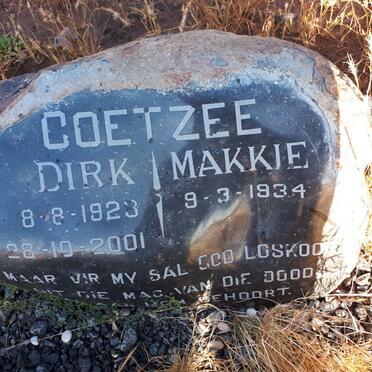 COETZEE
DIRK MAKKIE
8-8-1923 9-3-1934
28-10-2001
MAAR VIR MY SAL GOD LOSKOOP
DIE MAG VAN DIE DOOD